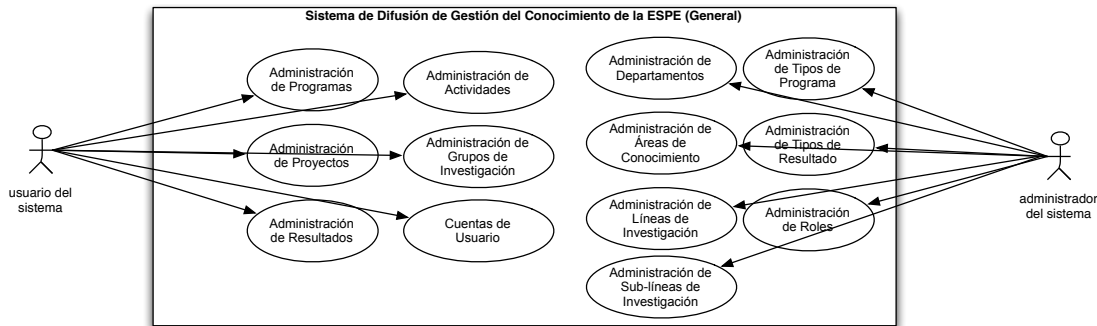 Sistema de Difusión de Gestión del Conocimiento de la ESPE (General)
Administración
de Programas
Administración de
Actividades
Administración
de Proyectos
Administración de
Grupos de
Investigación
Administración
de Resultados
Cuentas de
Usuario
usuario del
sistema
Administración de
Departamentos
Administración
de Tipos de
Programa
Administración de
Áreas de
Conocimiento
Administración
de Tipos de
Resultado
Administración de
Líneas de
Investigación
Administración
de Roles
Administración de
Sub-líneas de
Investigación
administrador
del sistema